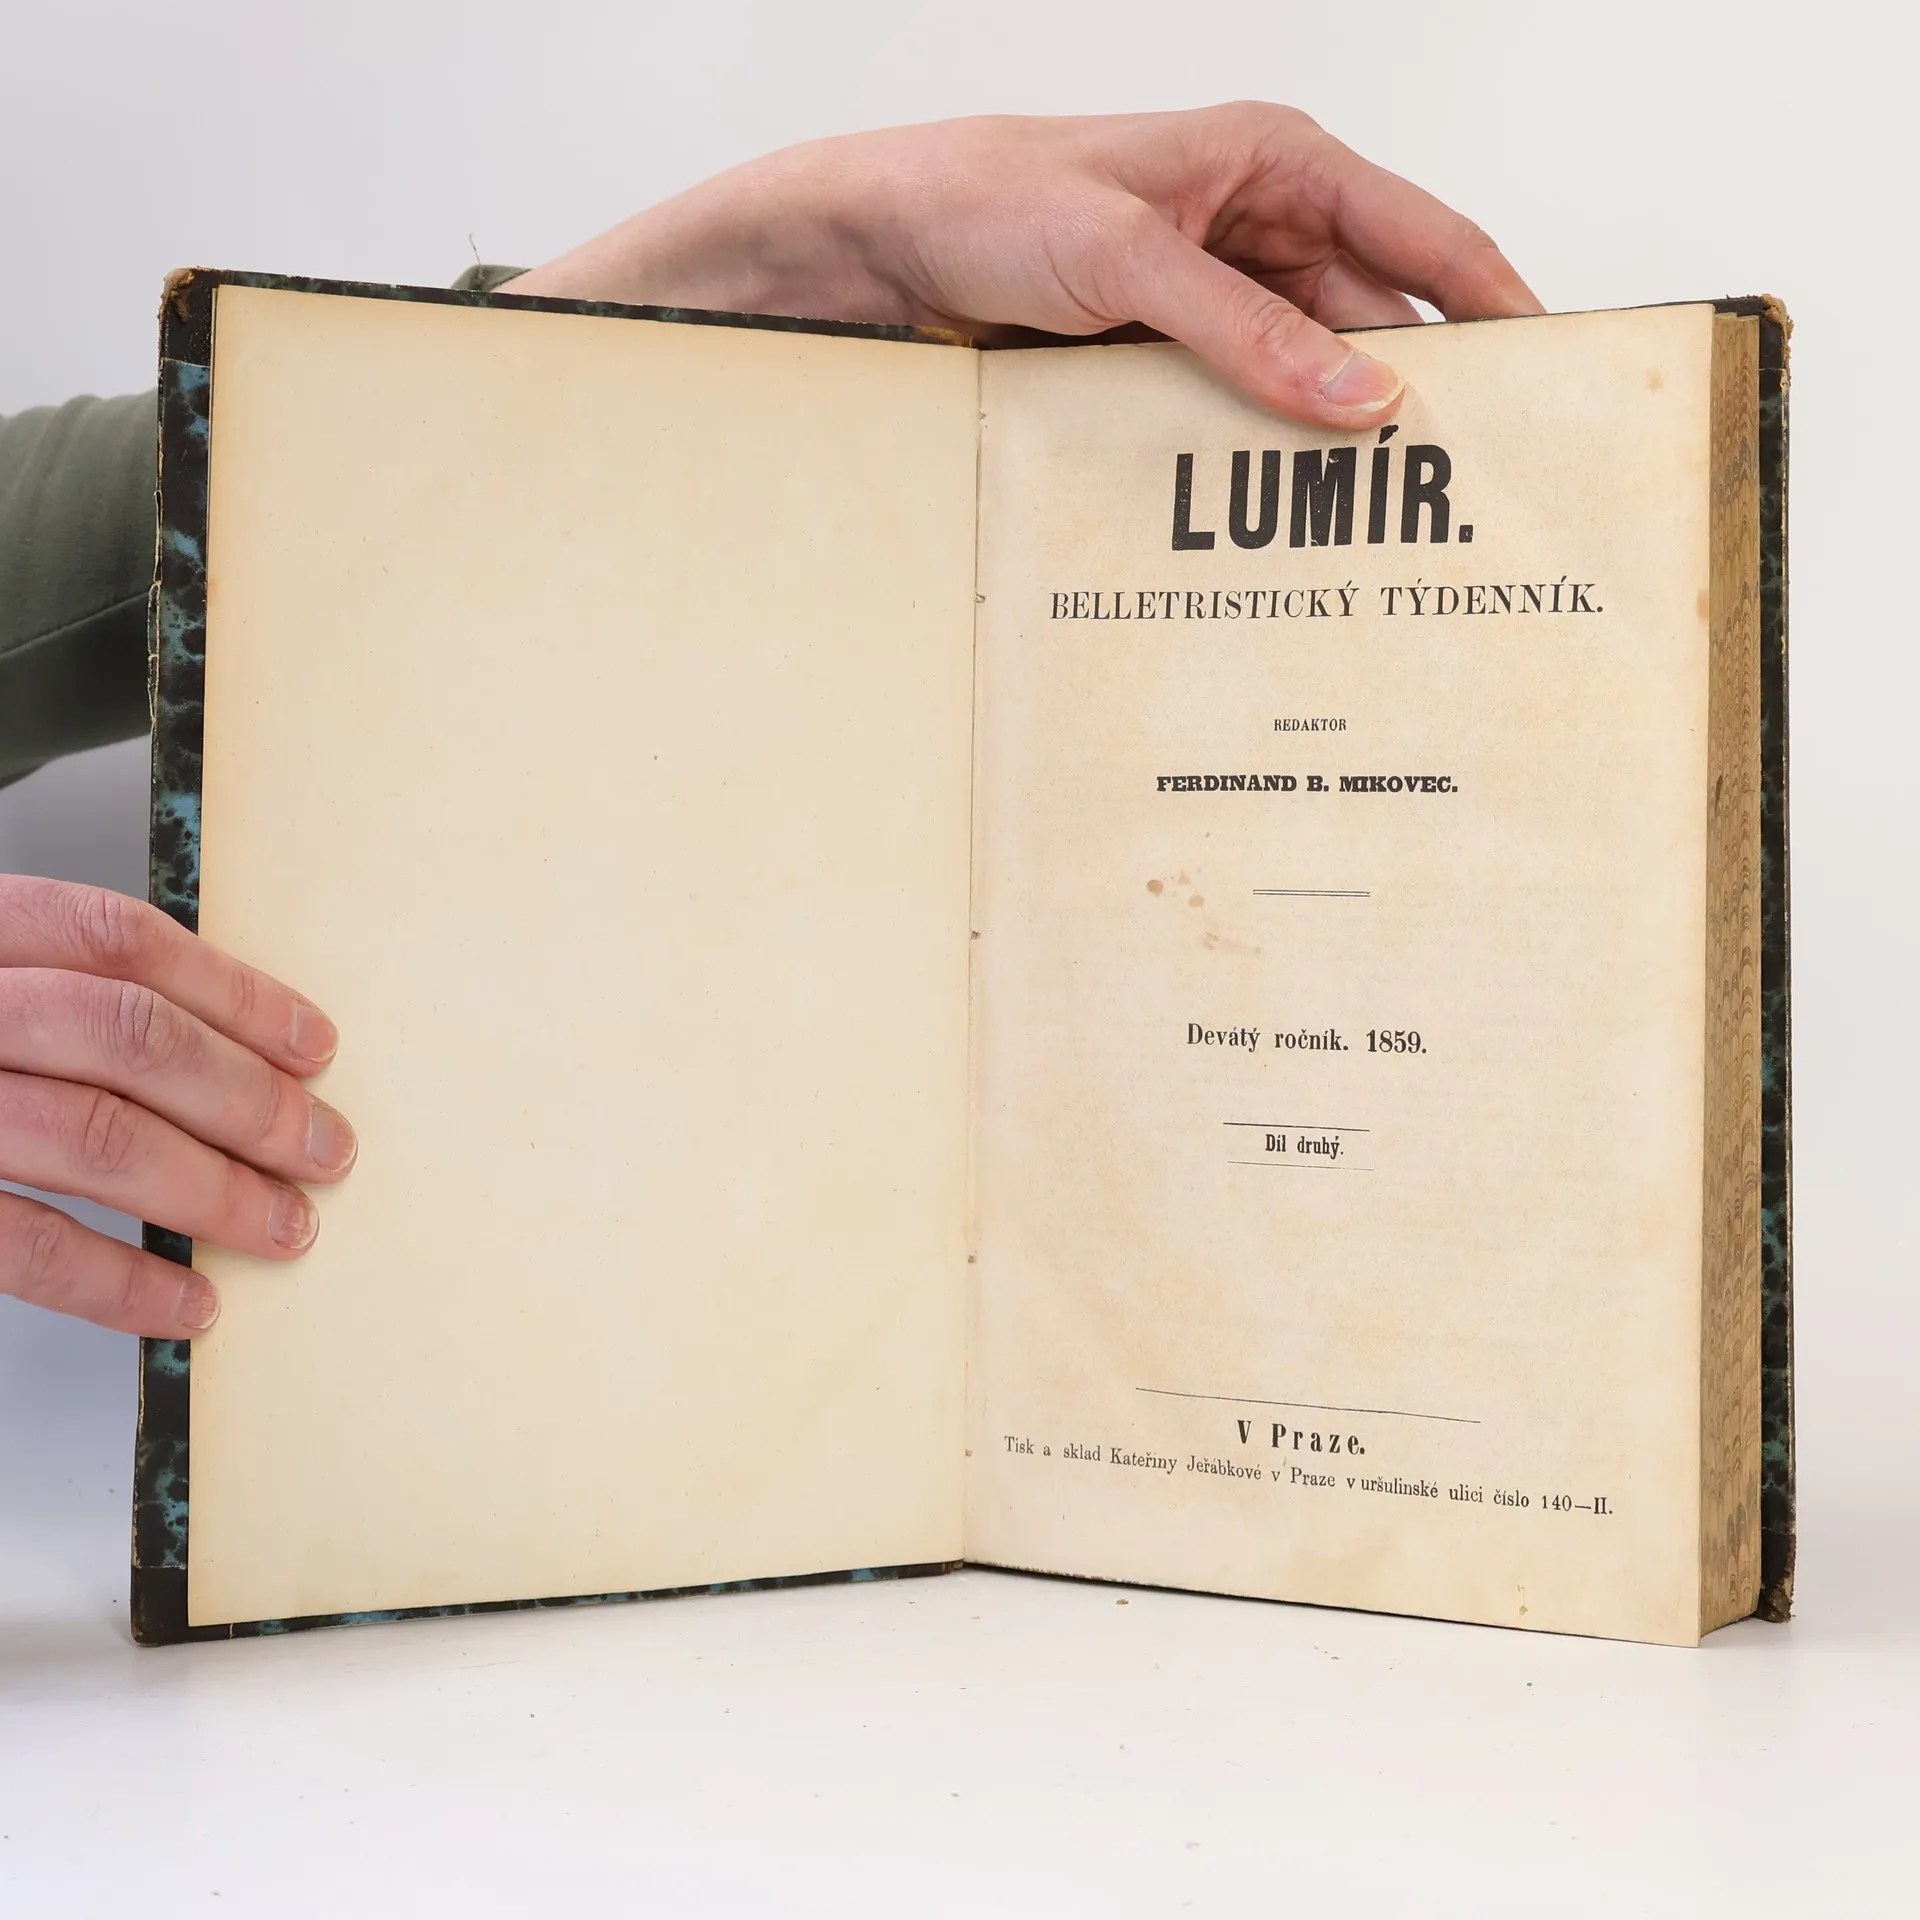 LUMÍR.
BELLETRISTICKÝ TÝDENNÍK.
REDAKTOR
FERDINAND B. MIKOVEC.
Devátý ročník. 1859.
Díl druhý.
V Praze.
Tisk a sklad Kateřiny Jeřábkové v Praze v uršulinské ulici číslo 140—II.